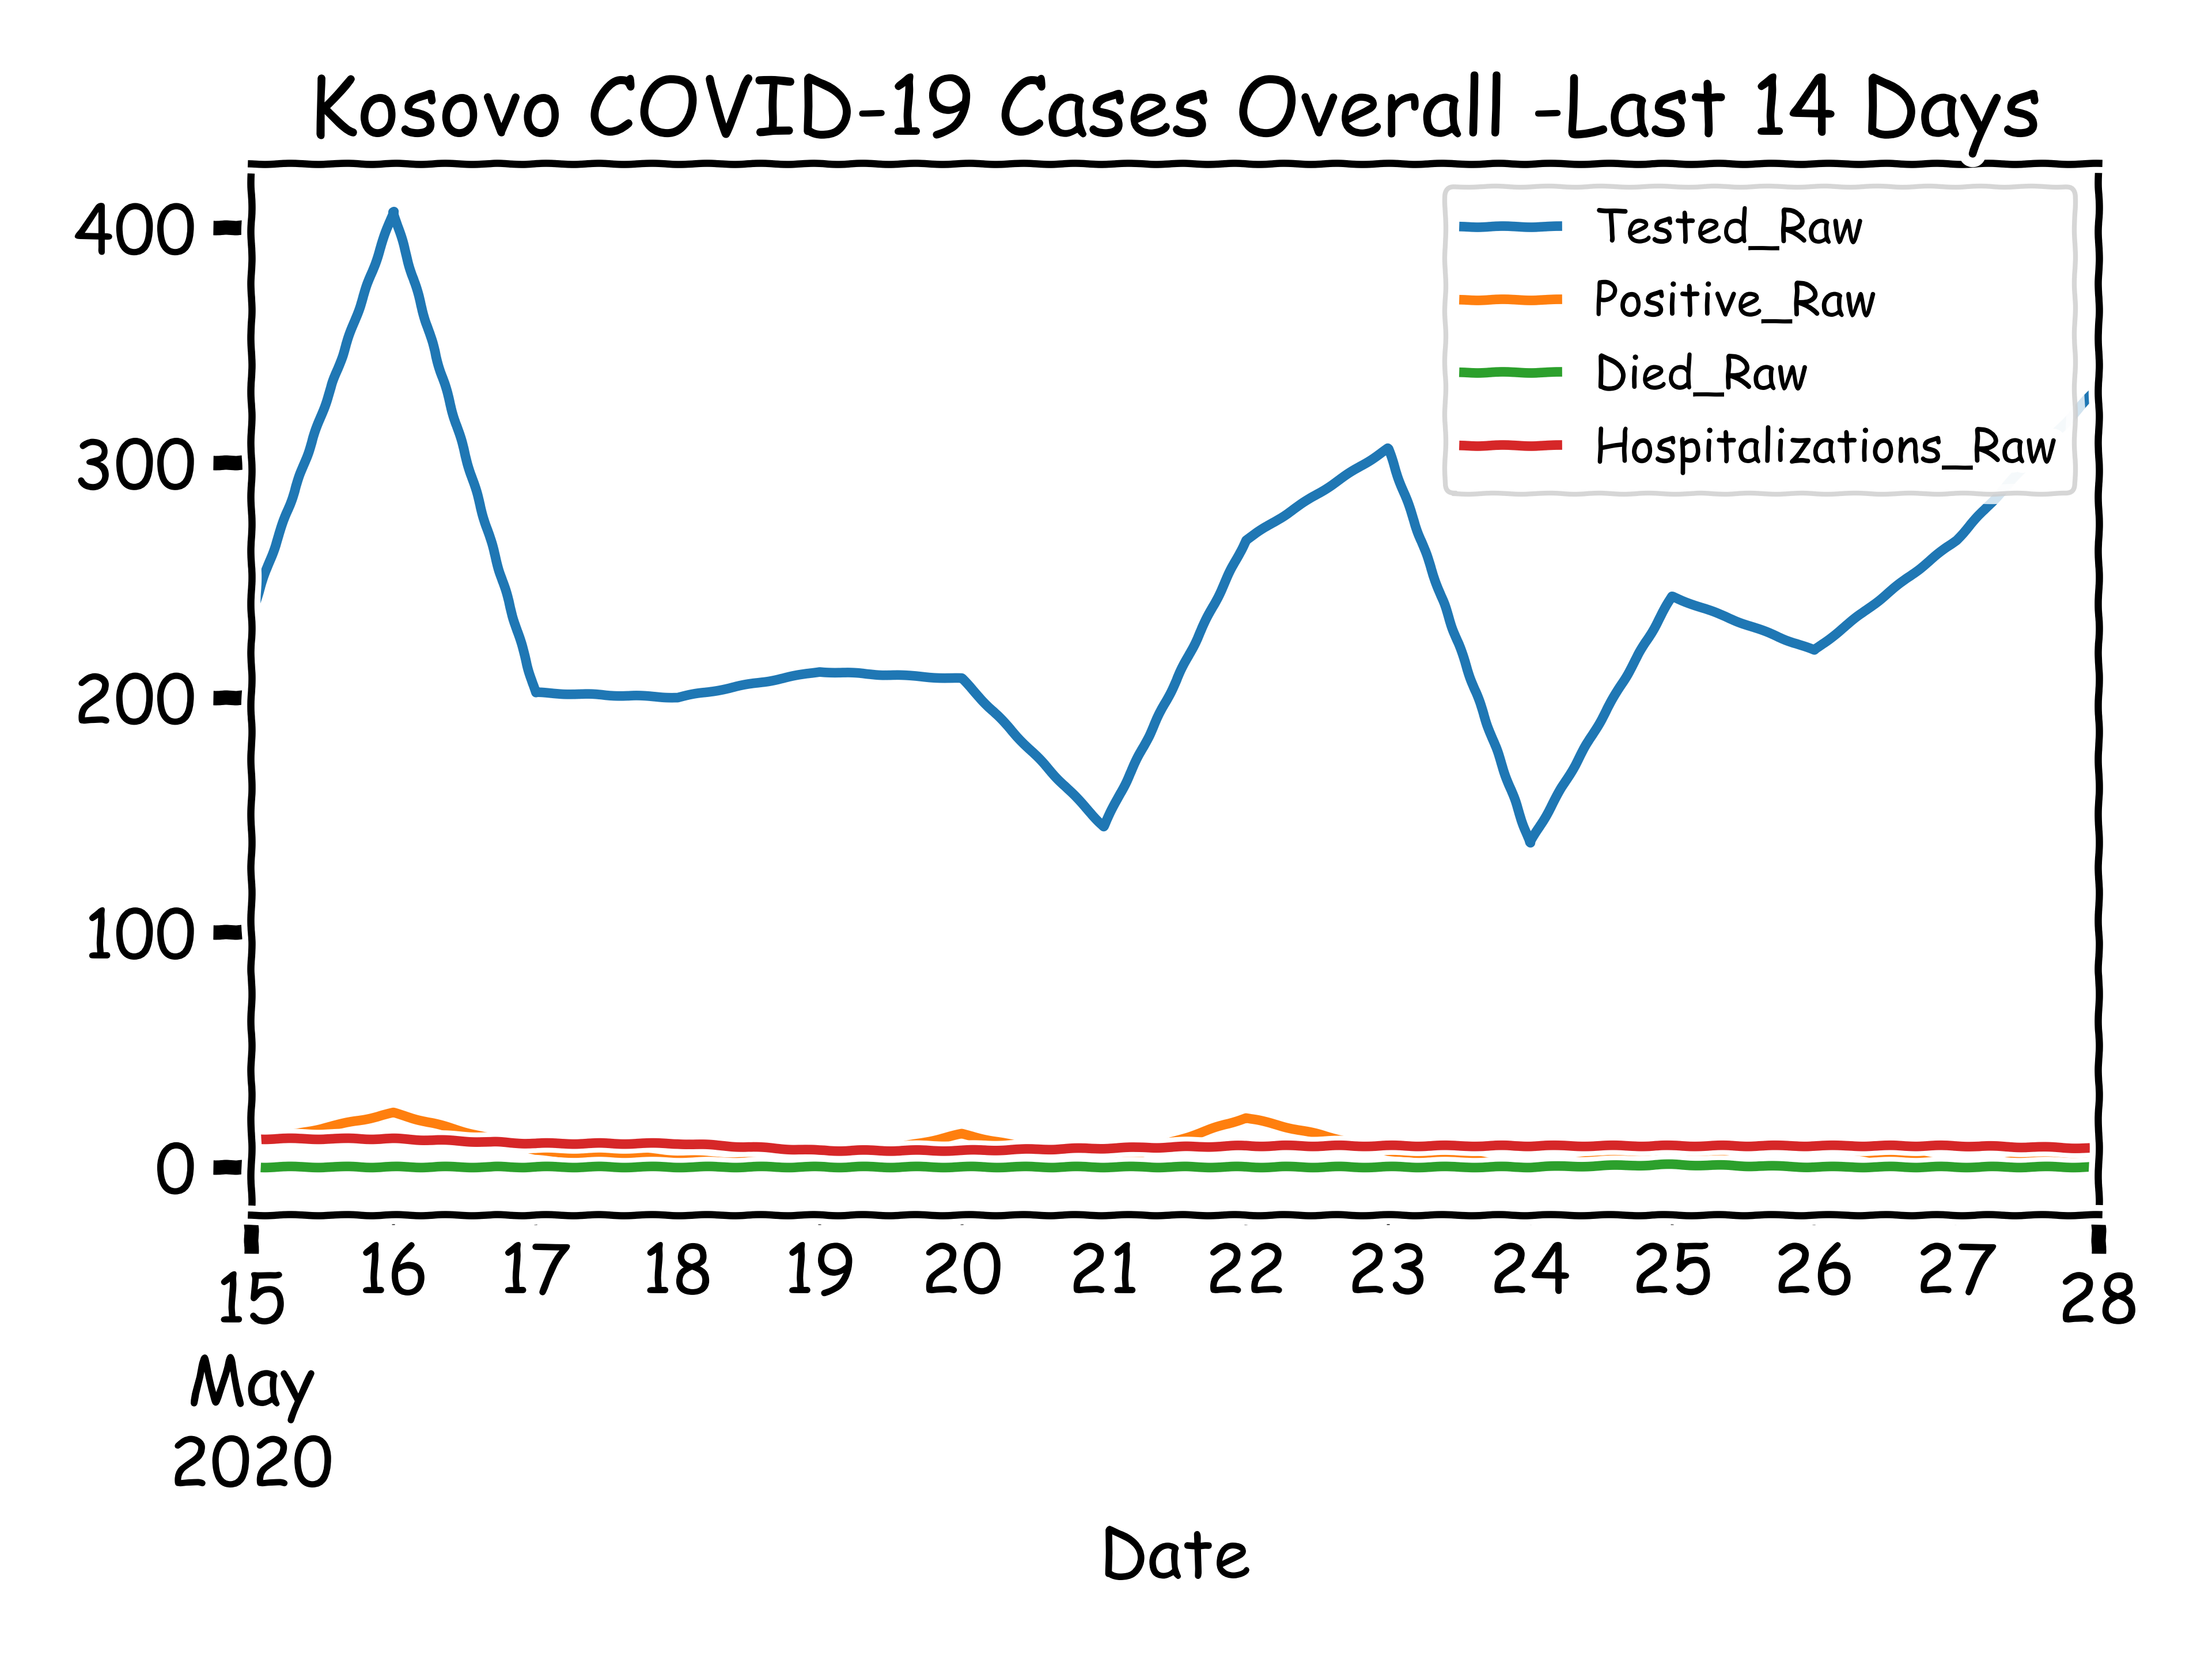 Kosovo COVID-19 Cases Overall -Last 14 Days
Tested_Raw
Positive_Raw
Died_Raw
Hospitalizations_Raw
400
300
200
100
0
15 16 17 18 19 20 21 22 23 24 25 26 27 28
May
2020
Date